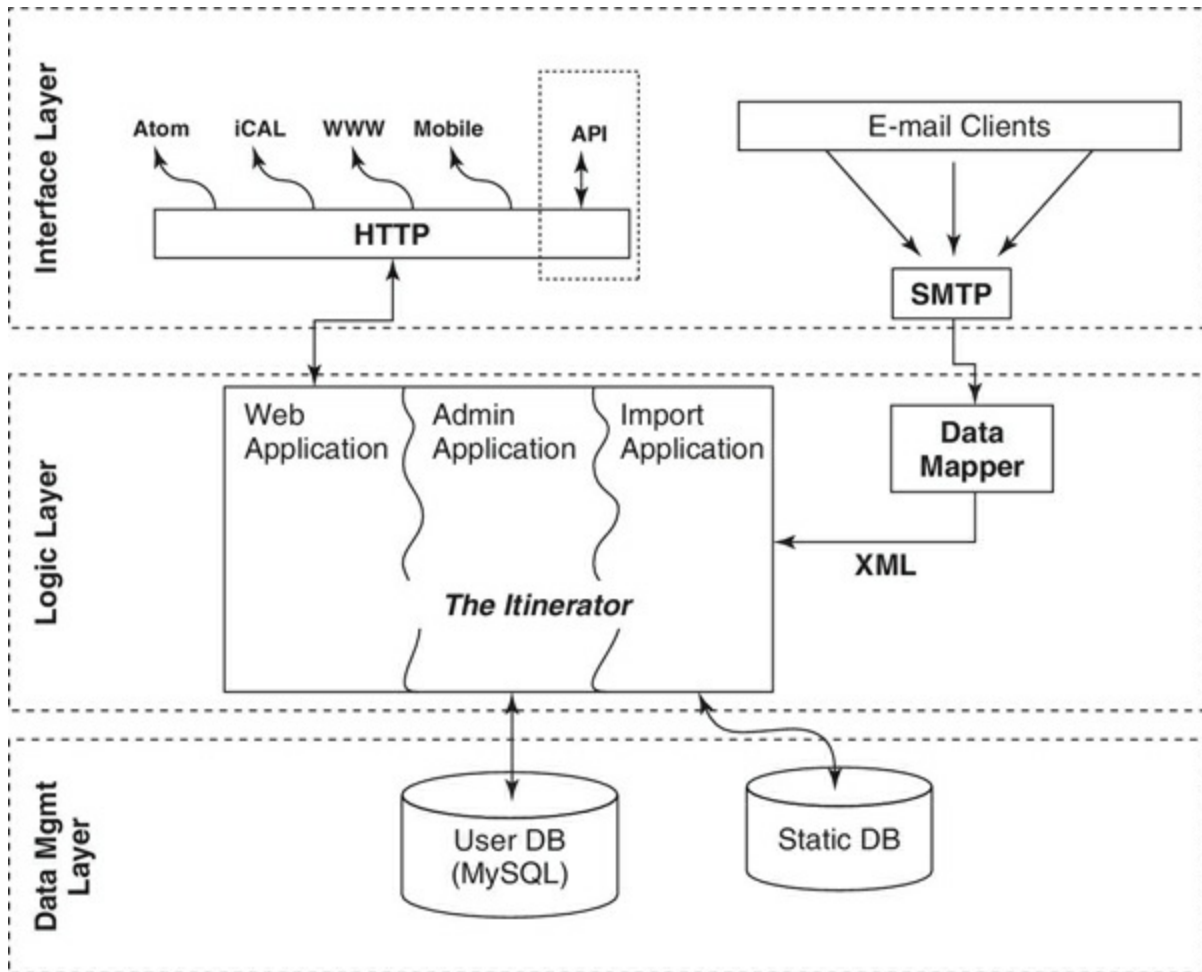 Interface Layer
Atom
iCAL
WWW
Mobile
API
HTTP
E-mail Clients
SMTP
Logic Layer
Web
Application
Admin
Application
Import
Application
The Itinerator
Data
Mapper
XML
Data Mgmt
Layer
User DB
(MySQL)
Static DB